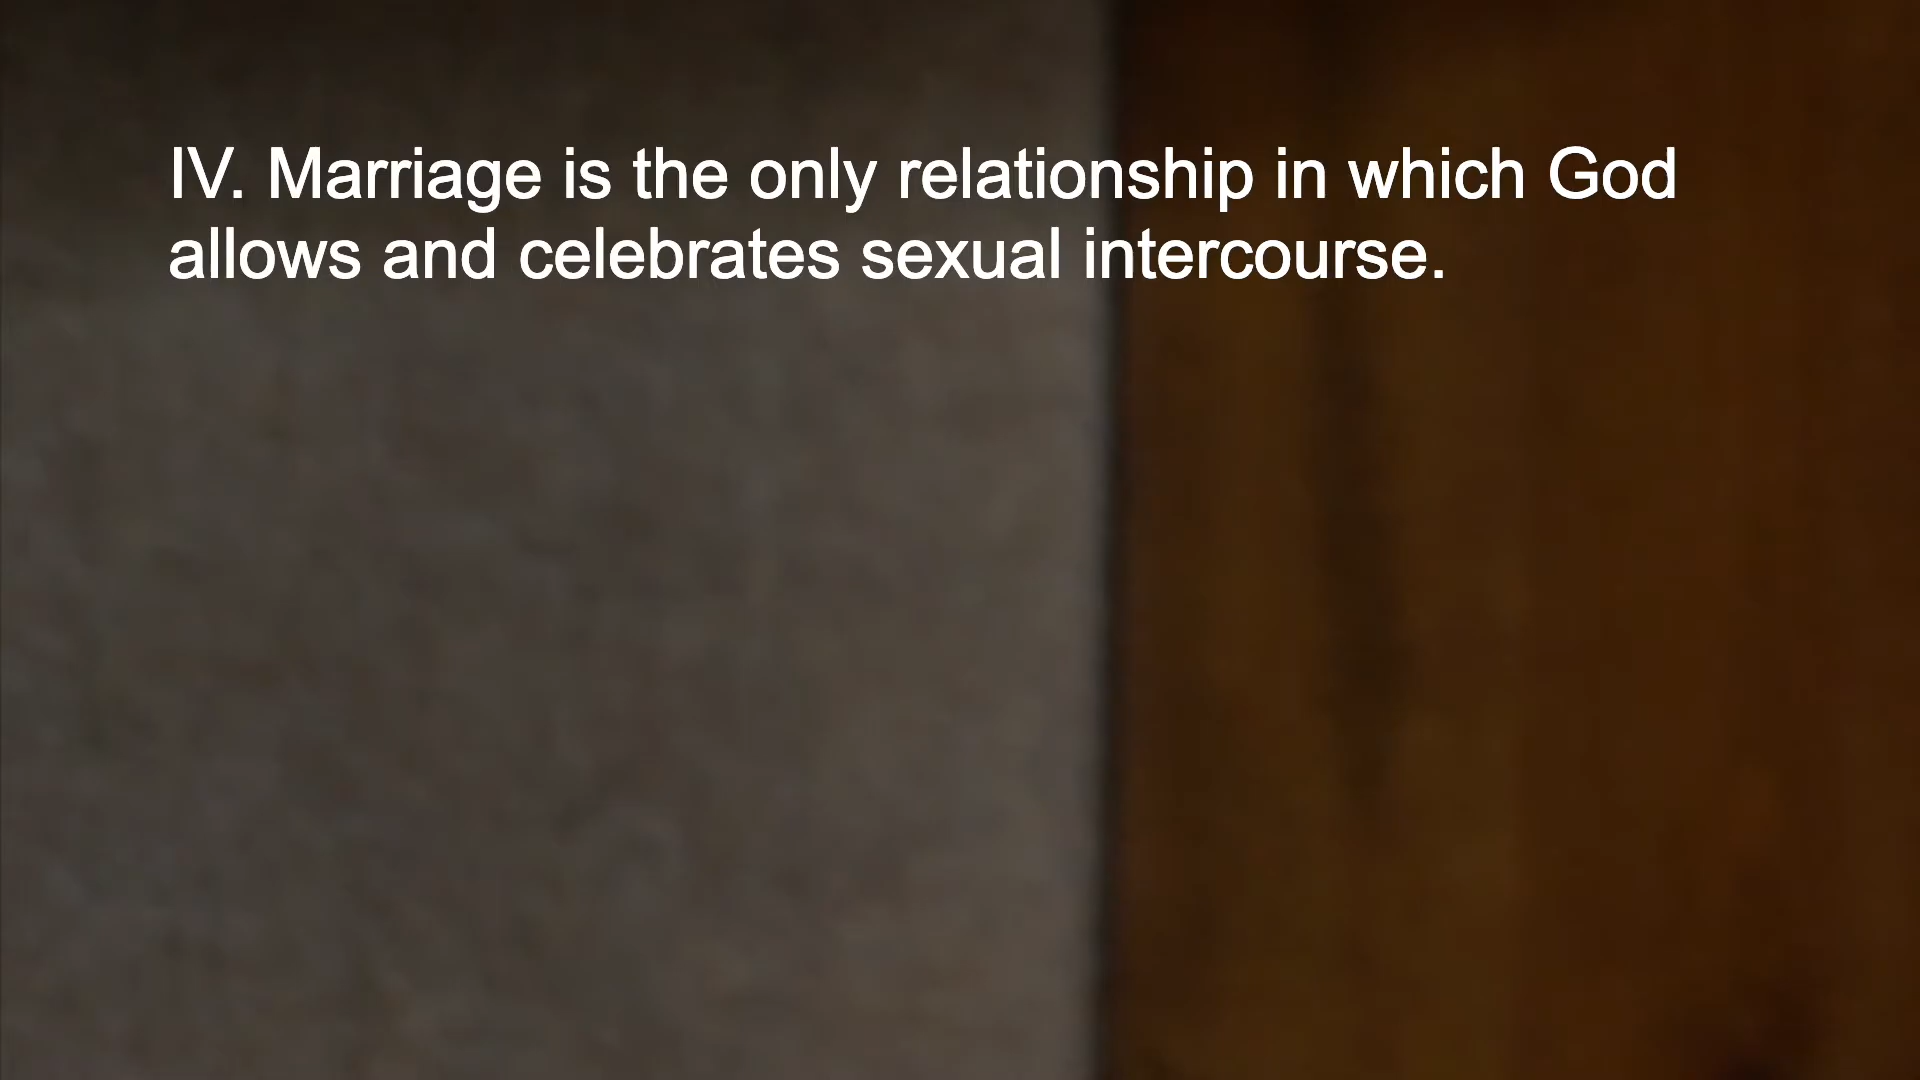 IV. Marriage is the only relationship in which God
allows and celebrates sexual intercourse.